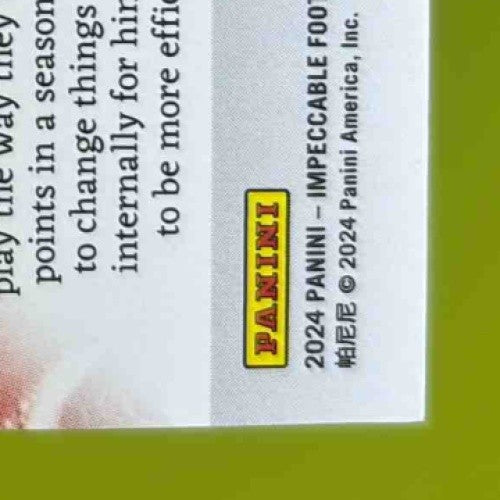 play the way they
points in a season
to change things
internally for him
to be more effic
PANINI
2024 PANINI – IMPECCABLE FOOT
帕尼尼 © 2024 Panini America, Inc.